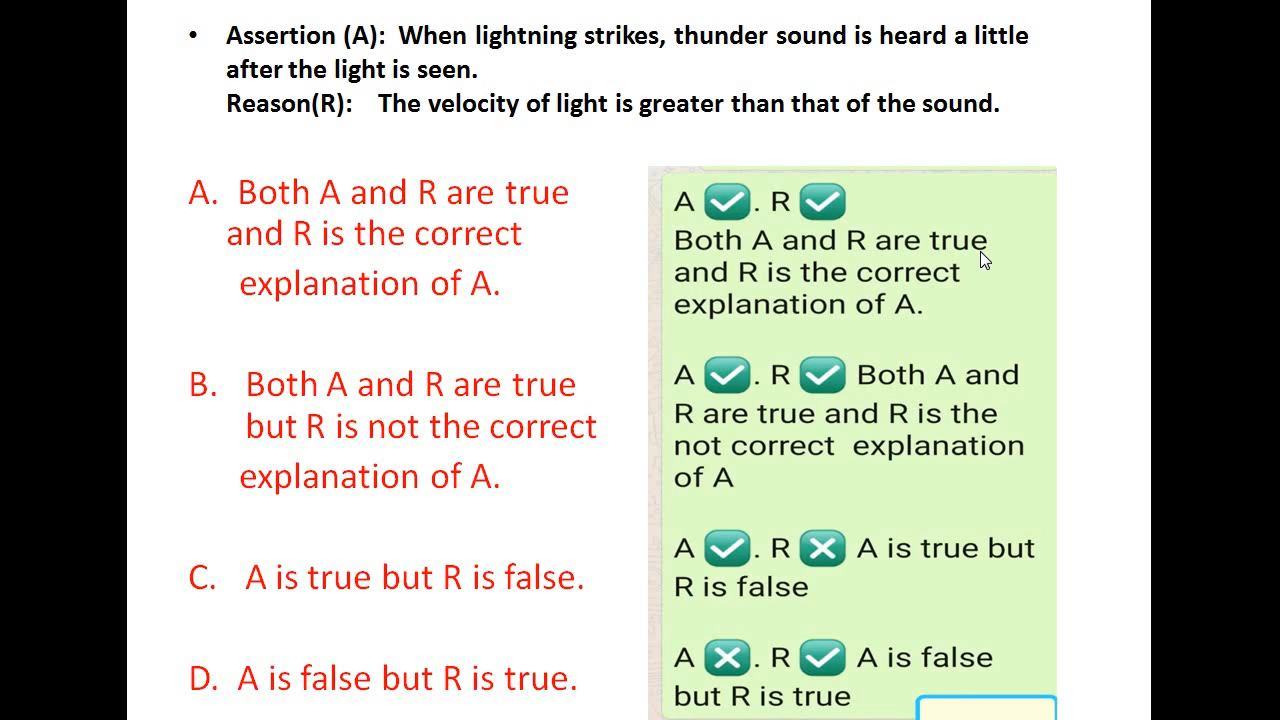 • Assertion (A): When lightning strikes, thunder sound is heard a little
after the light is seen.
Reason(R): The velocity of light is greater than that of the sound.
A. Both A and R are true
and R is the correct
explanation of A.
B. Both A and R are true
but R is not the correct
explanation of A.
C. A is true but R is false.
D. A is false but R is true.
A ✅. R ✅
Both A and R are true
and R is the correct
explanation of A.
A ✅. R ✅ Both A and
R are true and R is the
not correct explanation
of A
A ✅. R ❎ A is true but
R is false
A ❎. R ✅ A is false
but R is true